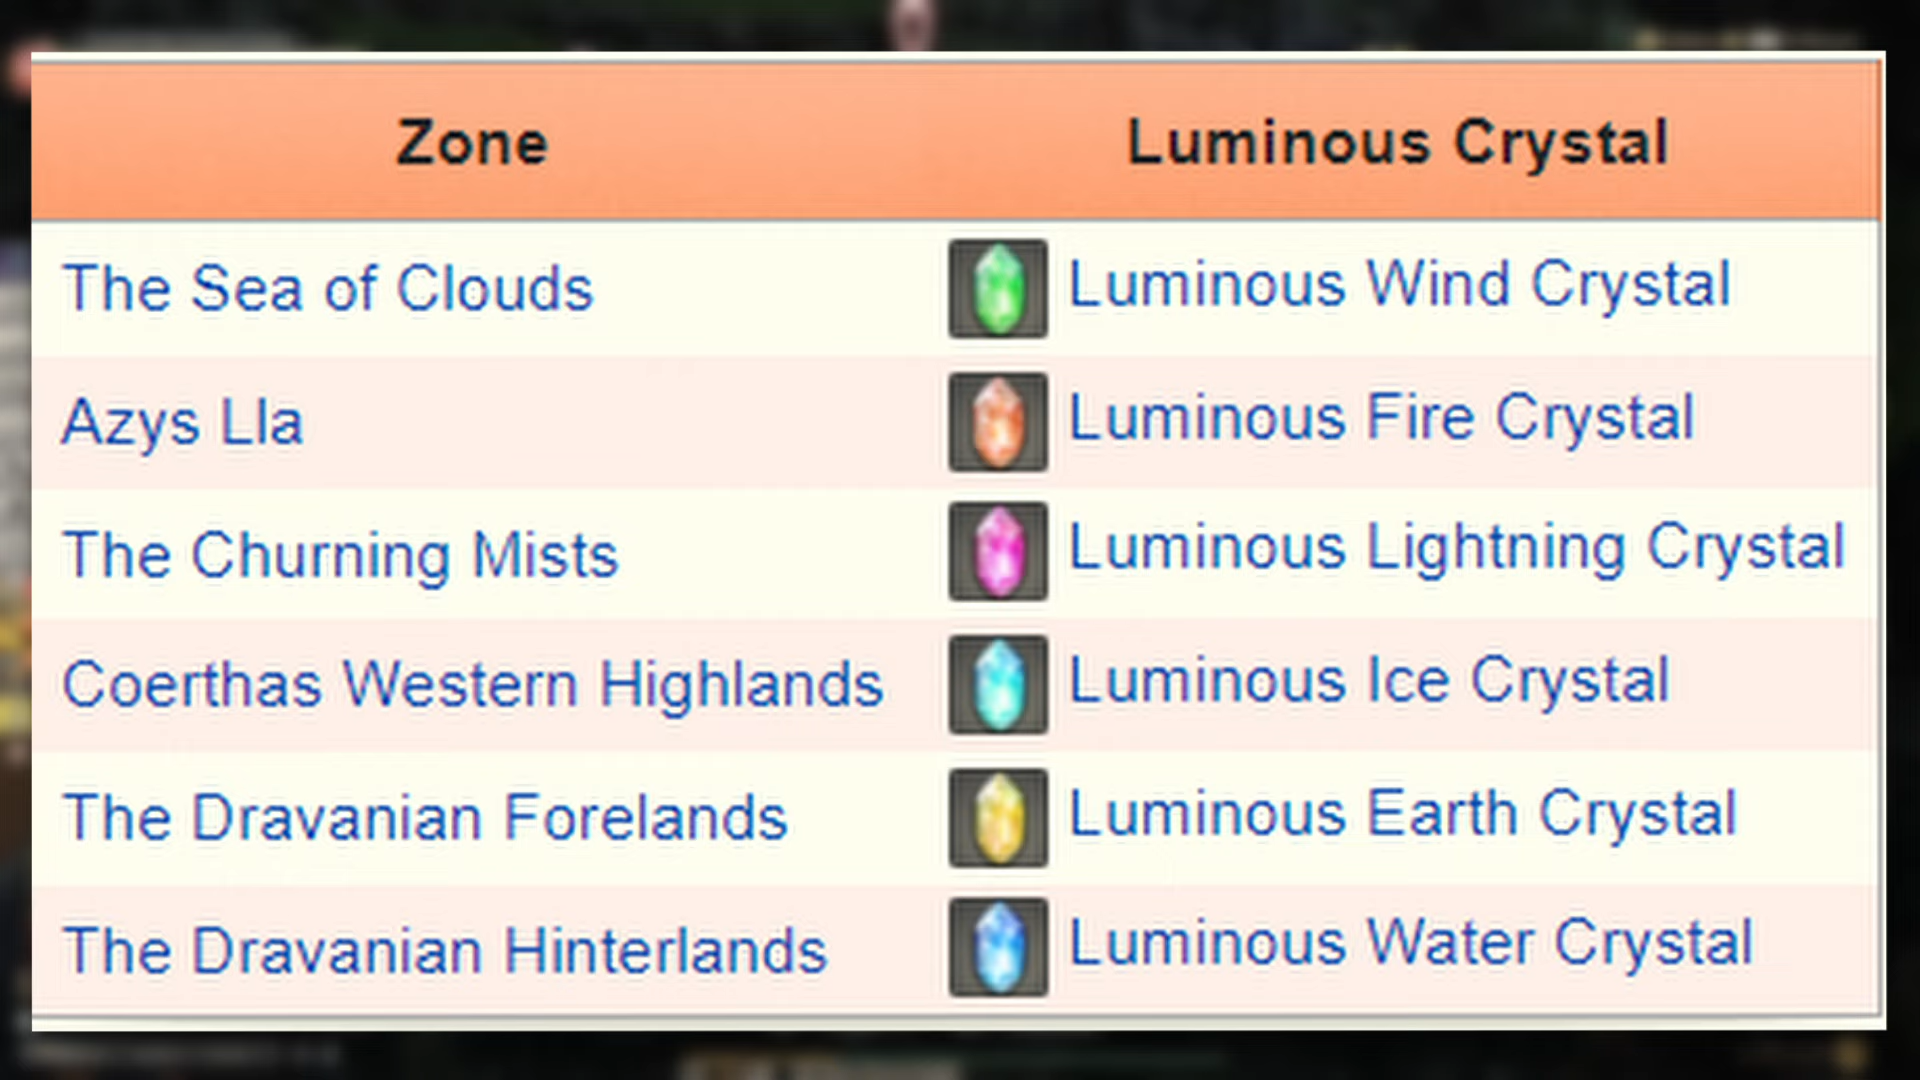 Zone Luminous Crystal
The Sea of Clouds Luminous Wind Crystal
Azys Lla Luminous Fire Crystal
The Churning Mists Luminous Lightning Crystal
Coerthas Western Highlands Luminous Ice Crystal
The Dravanian Forelands Luminous Earth Crystal
The Dravanian Hinterlands Luminous Water Crystal